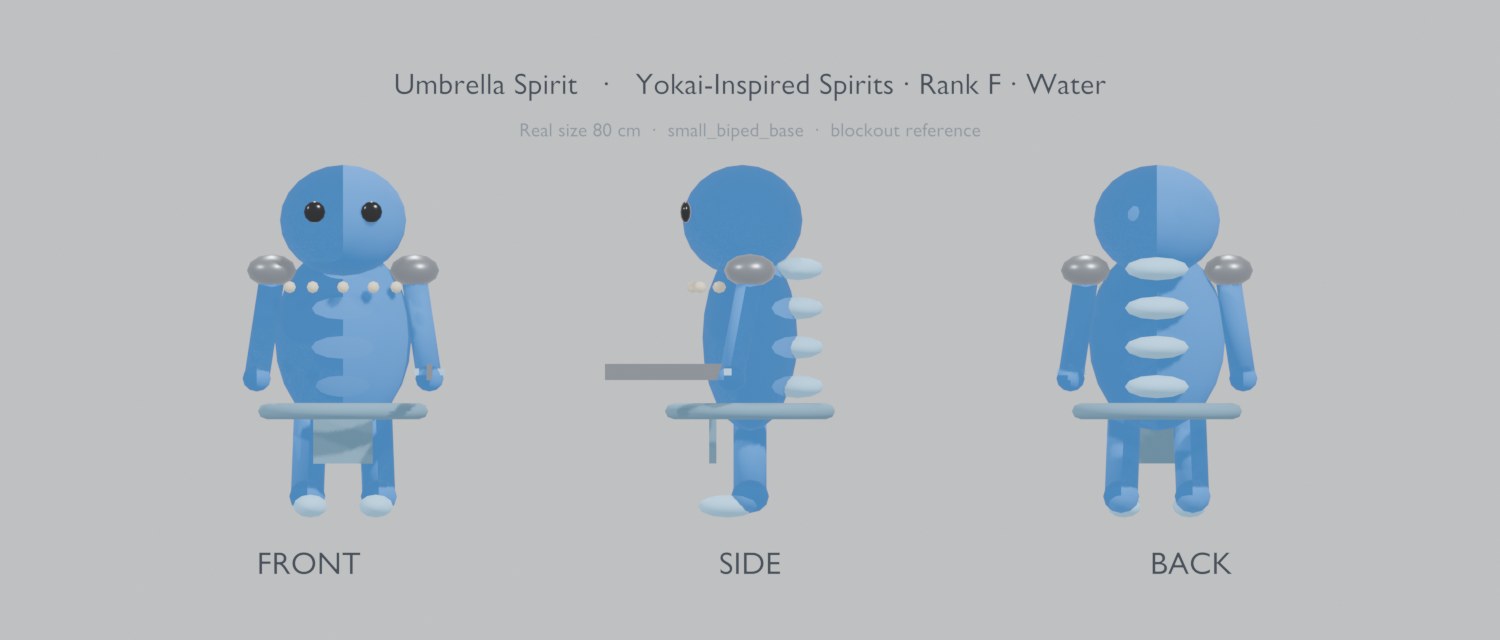 Umbrella Spirit · Yokai-Inspired Spirits · Rank F · Water
Real size 80 cm · small_biped_base · blockout reference
FRONT SIDE BACK